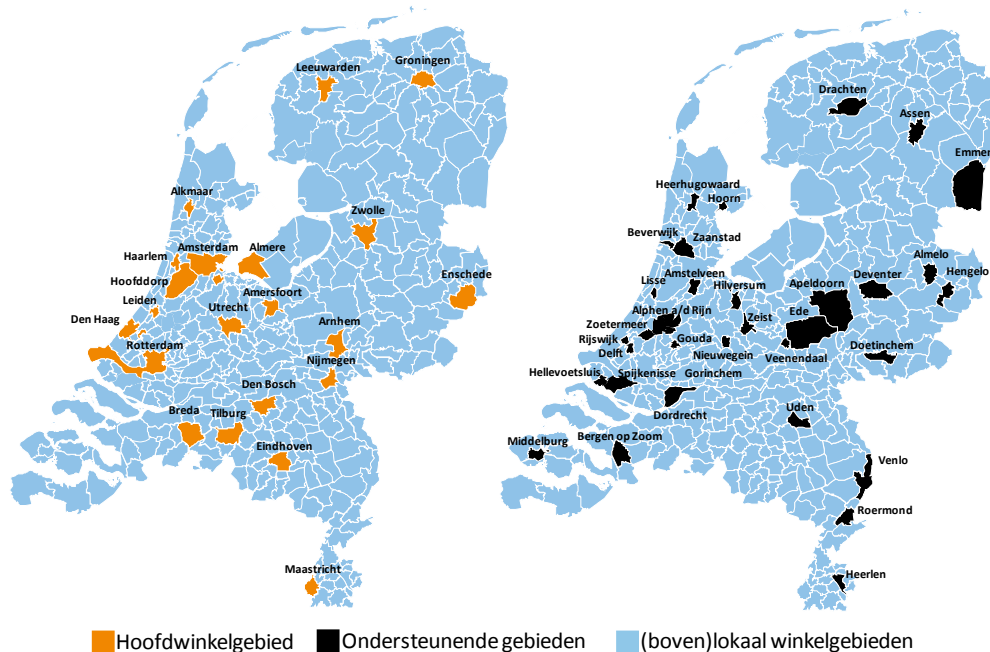 Leeuwarden
Groningen
Alkmaar
Zwolle
Haarlem
Amsterdam
Almere
Hoofddorp
Enschede
Leiden
Utrecht
Amersfoort
Den Haag
Arnhem
Rotterdam
Nijmegen
Den Bosch
Breda
Tilburg
Eindhoven
Maastricht
Drachten
Assen
Emmen
Heerhugowaard
Hoorn
Beverwijk
Zaanstad
Almelo
Hengelo
Lisse
Amstelveen
Hilversum
Apeldoorn
Deventer
Alphen a/d Rijn
Ede
Zoetermeer
Zeist
Rijswijk
Gouda
Delft
Nieuwegein
Veenendaal
Doetinchem
Hellevoetsluis
Spijkenisse
Gorinchem
Dordrecht
Uden
Middelburg
Bergen op Zoom
Venlo
Roermond
Heerlen
Hoofdwinkelgebied
Ondersteunende gebieden
(boven)lokaal winkelgebieden